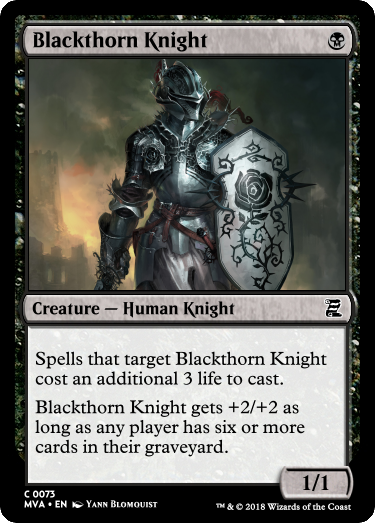 Blackthorn Knight
Creature — Human Knight
Spells that target Blackthorn Knight
cost an additional 3 life to cast.
Blackthorn Knight gets +2/+2 as
long as any player has six or more
cards in their graveyard.
1/1
C 0073
MVA • EN Yann Blomquist
™ & © 2018 Wizards of the Coast